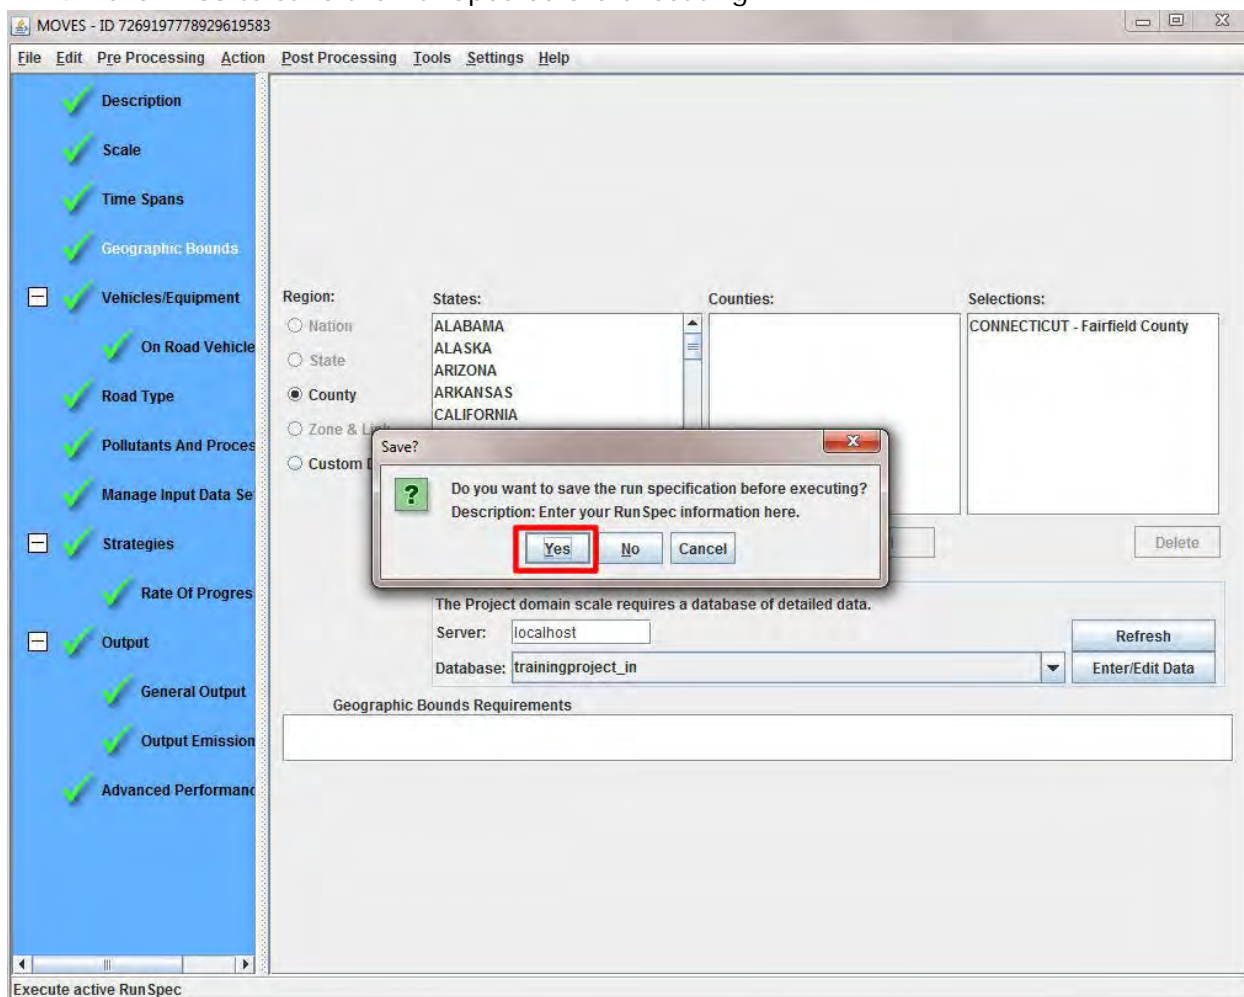 MOVES - ID 7269197778929619583
File Edit Pre Processing Action Post Processing Tools Settings Help
Description
Scale
Time Spans
Geographic Bounds
Vehicles/Equipment
On Road Vehicle
Road Type
Pollutants And Proces
Manage Input Data Se
Strategies
Rate Of Progres
Output
General Output
Output Emission
Advanced Performanc
Region:
Nation
State
County
Zone & Link
Custom D
States:
ALABAMA
ALASKA
ARIZONA
ARKANSAS
CALIFORNIA
Counties:
Selections:
CONNECTICUT - Fairfield County
Save?
Do you want to save the run specification before executing?
Description: Enter your RunSpec information here.
Yes No Cancel
Delete
The Project domain scale requires a database of detailed data.
Server: localhost
Refresh
Database: trainingproject_in
Enter/Edit Data
Geographic Bounds Requirements
Execute active RunSpec